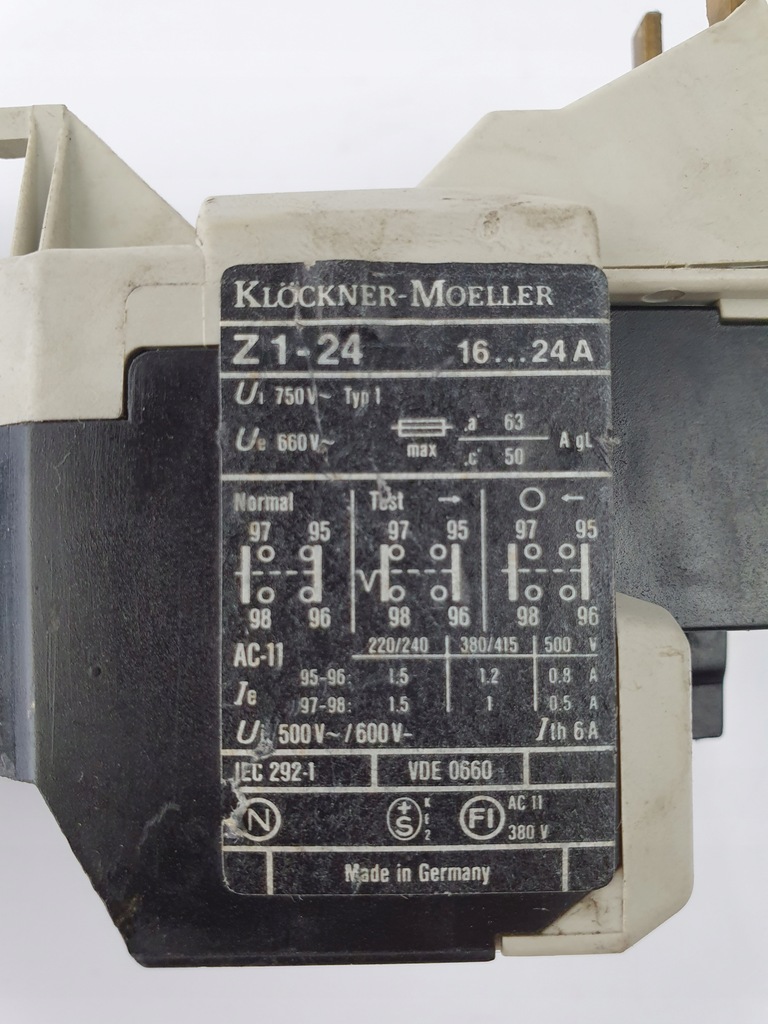 KLÖCKNER-MOELLER
Z 1-24 16...24 A
Ui 750V~ Typ 1
Ue 660V~ max "a" 63 "c" 50 A gL
Normal Test → O ←
97 95 97 95 97 95
98 96 98 96 98 96
AC-11 220/240 380/415 500 V
95-96: 1.5 1.2 0.8 A
Ie 97-98: 1.5 1 0.5 A
Ui 500V~/600V- Ith 6A
IEC 292-1 VDE 0660
N +S FI AC 11
380 V
Made in Germany